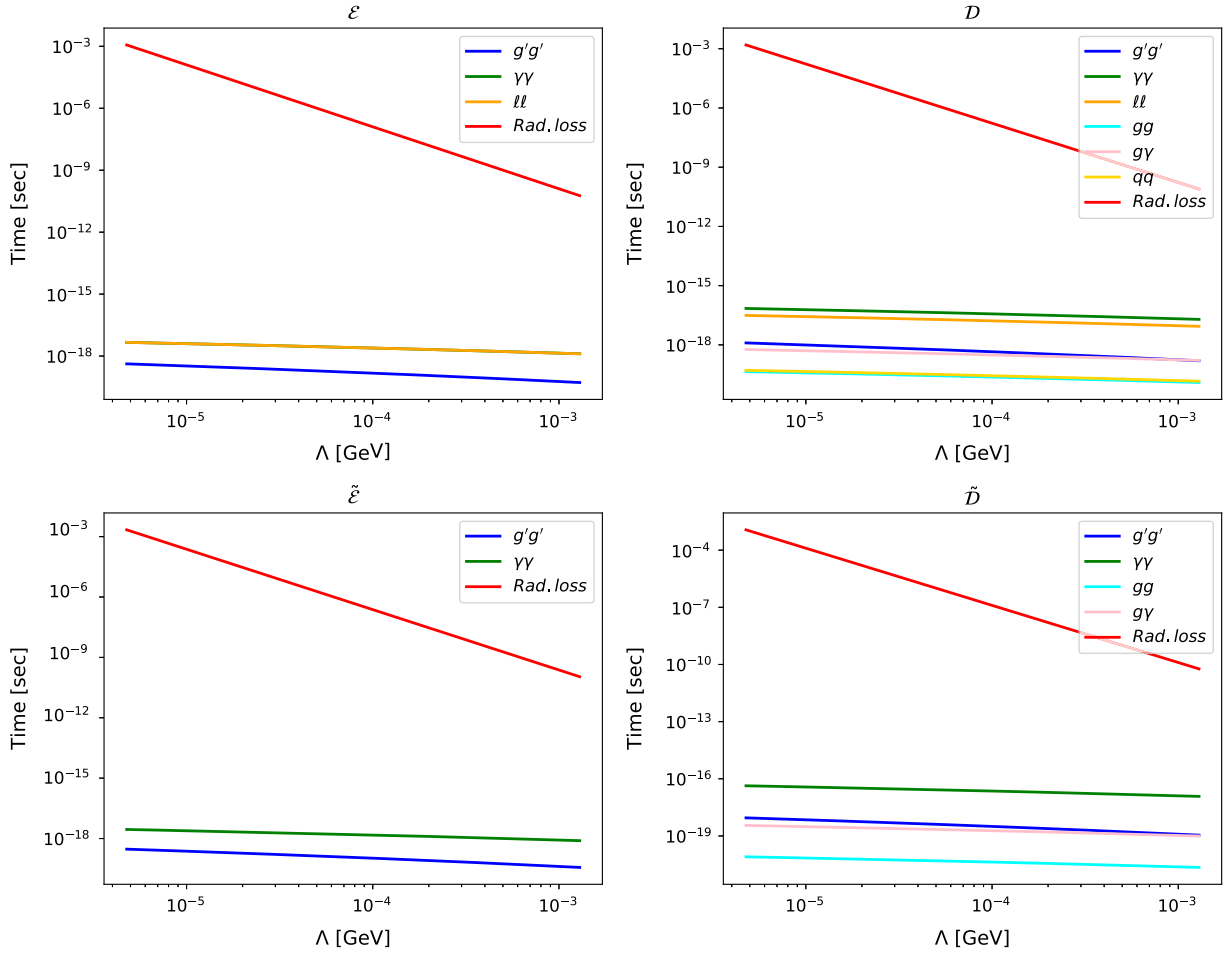 ℰ
10⁻³
10⁻⁶
10⁻⁹
10⁻¹²
10⁻¹⁵
10⁻¹⁸
Time [sec]
g′g′
γγ
ℓℓ
Rad. loss
10⁻⁵
10⁻⁴
10⁻³
Λ [GeV]
𝒟
10⁻³
10⁻⁶
10⁻⁹
10⁻¹²
10⁻¹⁵
10⁻¹⁸
Time [sec]
g′g′
γγ
ℓℓ
gg
gγ
qq
Rad. loss
10⁻⁵
10⁻⁴
10⁻³
Λ [GeV]
ℰ̃
10⁻³
10⁻⁶
10⁻⁹
10⁻¹²
10⁻¹⁵
10⁻¹⁸
Time [sec]
g′g′
γγ
Rad. loss
10⁻⁵
10⁻⁴
10⁻³
Λ [GeV]
𝒟̃
10⁻⁴
10⁻⁷
10⁻¹⁰
10⁻¹³
10⁻¹⁶
10⁻¹⁹
Time [sec]
g′g′
γγ
gg
gγ
Rad. loss
10⁻⁵
10⁻⁴
10⁻³
Λ [GeV]